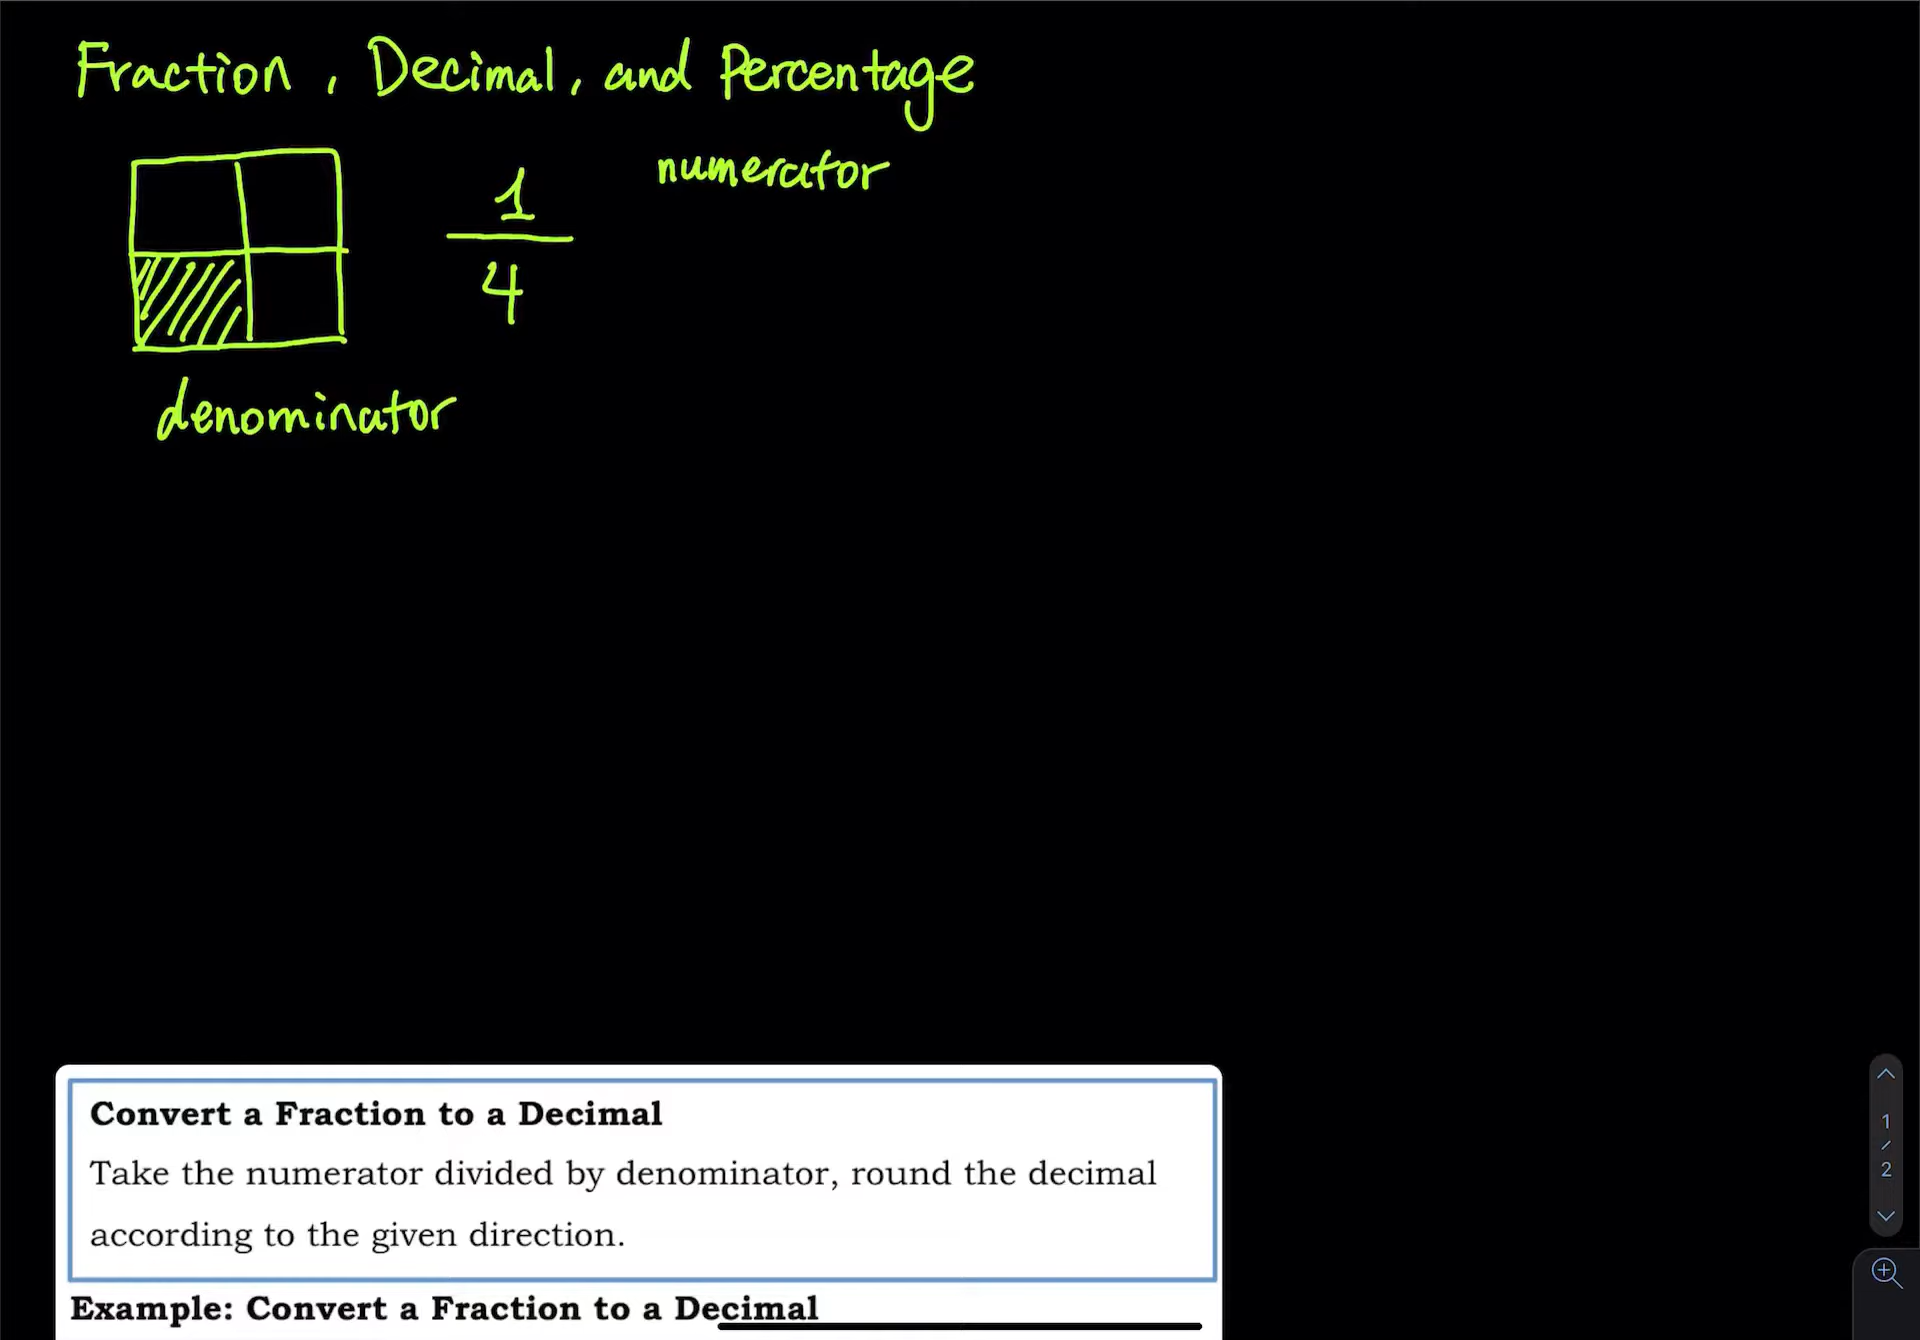 Fraction, Decimal, and Percentage
numerator
1
4
denominator
Convert a Fraction to a Decimal
Take the numerator divided by denominator, round the decimal
according to the given direction.
Example: Convert a Fraction to a Decimal
1
/
2